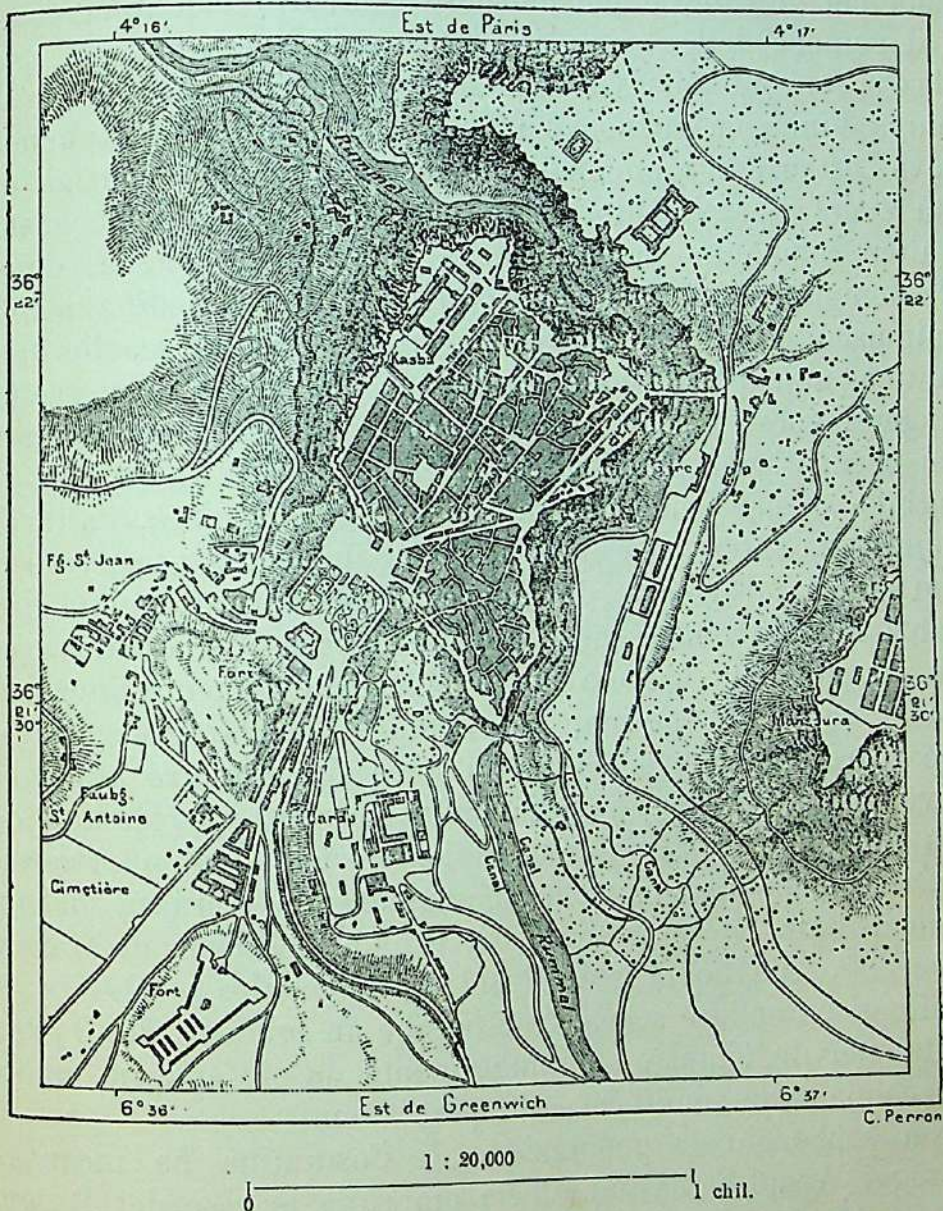 4° 16'
Est de Páris
4° 17'
Rummel
36°
22'
36°
22'
Kasba
Fg. St. Jean
Fort
36°
21'
30"
36°
21'
30"
Mansura
Faubg.
St. Antoine
Canal
Canal
Canal
Cimetière
Rummel
Fort
6° 36'
Est de Greenwich
6° 37'
C. Perron
1 : 20,000
0
1 chil.